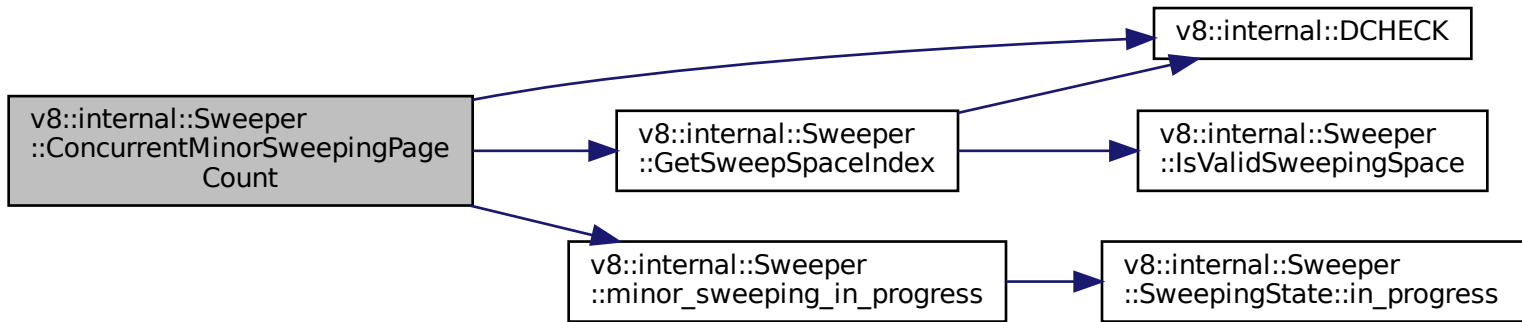 v8::internal::Sweeper
::ConcurrentMinorSweepingPage
Count
v8::internal::DCHECK
v8::internal::Sweeper
::GetSweepSpaceIndex
v8::internal::Sweeper
::IsValidSweepingSpace
v8::internal::Sweeper
::minor_sweeping_in_progress
v8::internal::Sweeper
::SweepingState::in_progress